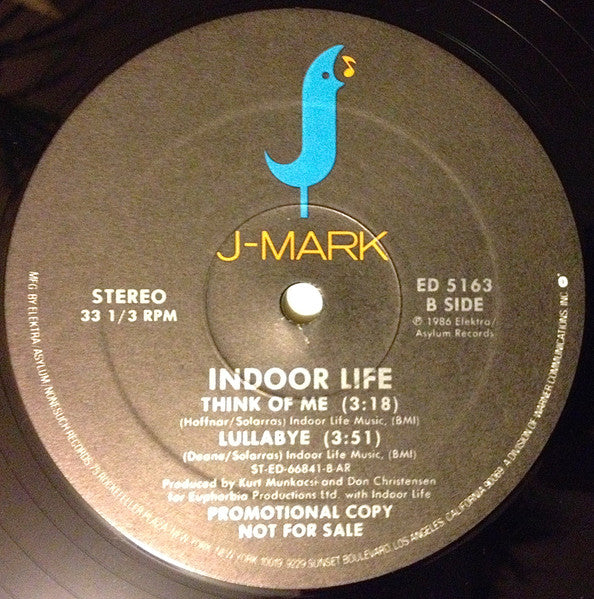 J-MARK
STEREO
33 1/3 RPM
ED 5163
B SIDE
℗ 1986 Elektra/
Asylum Records
INDOOR LIFE
THINK OF ME (3:18)
(Hoffnar/Solarras) Indoor Life Music, (BMI)
LULLABYE (3:51)
(Deane/Solarras) Indoor Life Music, (BMI)
ST-ED-66841-B AR
Produced by Kurt Munkacsi and Don Christensen
for Euphorbia Productions Ltd. with Indoor Life
PROMOTIONAL COPY
NOT FOR SALE
MFG BY ELEKTRA/ASYLUM/NONESUCH RECORDS, 75 ROCKEFELLER PLAZA, NEW YORK, NEW YORK 10019, 9229 SUNSET BOULEVARD, LOS ANGELES, CALIFORNIA 90069. A DIVISION OF WARNER COMMUNICATIONS, INC.